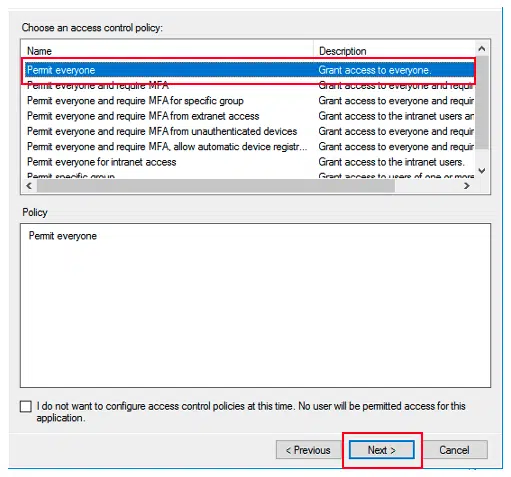 Choose an access control policy:
Name Description
Permit everyone Grant access to everyone.
Permit everyone and require MFA Grant access to everyone and requir
Permit everyone and require MFA for specific group Grant access to everyone and requir
Permit everyone and require MFA from extranet access Grant access to the intranet users an
Permit everyone and require MFA from unauthenticated devices Grant access to everyone and requir
Permit everyone and require MFA, allow automatic device registr... Grant access to everyone and requir
Permit everyone for intranet access Grant access to the intranet users.
Permit specific group Grant access to users of one or more
Policy
Permit everyone
I do not want to configure access control policies at this time. No user will be permitted access for this
application.
< Previous Next > Cancel